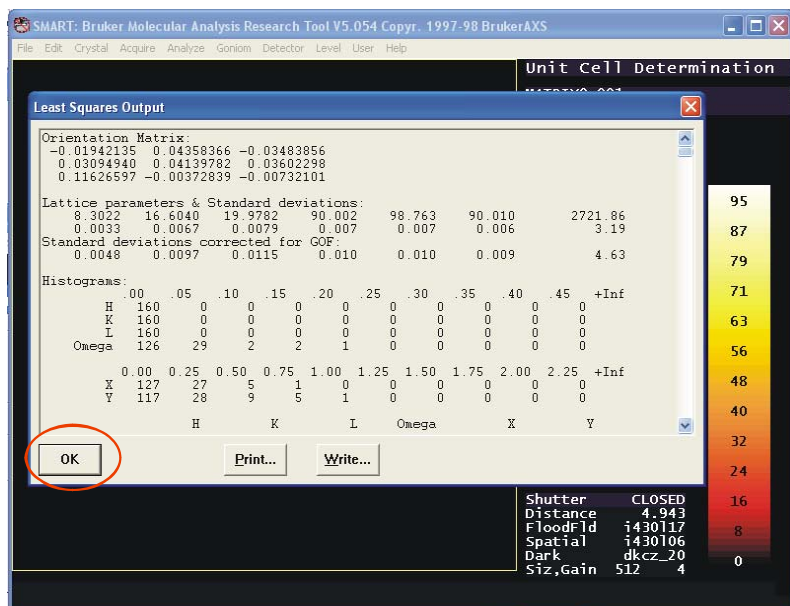 SMART: Bruker Molecular Analysis Research Tool V5.054 Copyr. 1997-98 BrukerAXS
File Edit Crystal Acquire Analyze Goniom Detector Level User Help
Unit Cell Determination
Least Squares Output
Orientation Matrix:
-0.01942135 0.04358366 -0.03483856
0.03094940 0.04139782 0.03602298
0.11626597 -0.00372839 -0.00732101
Lattice parameters & Standard deviations:
8.3022 16.6040 19.9782 90.002 98.763 90.010 2721.86
0.0033 0.0067 0.0079 0.007 0.007 0.006 3.19
Standard deviations corrected for GOF:
0.0048 0.0097 0.0115 0.010 0.010 0.009 4.63
Histograms:
.00 .05 .10 .15 .20 .25 .30 .35 .40 .45 +Inf
H 160 0 0 0 0 0 0 0 0 0
K 160 0 0 0 0 0 0 0 0 0
L 160 0 0 0 0 0 0 0 0 0
Omega 126 29 2 2 1 0 0 0 0 0
0.00 0.25 0.50 0.75 1.00 1.25 1.50 1.75 2.00 2.25 +Inf
X 127 27 5 1 0 0 0 0 0 0
Y 117 28 9 5 1 0 0 0 0 0
H K L Omega X Y
OK
Print...
Write...
95
87
79
71
63
56
48
40
32
24
16
8
0
Shutter CLOSED
Distance 4.943
FloodFld i430117
Spatial i430106
Dark dkcz_20
Siz,Gain 512 4